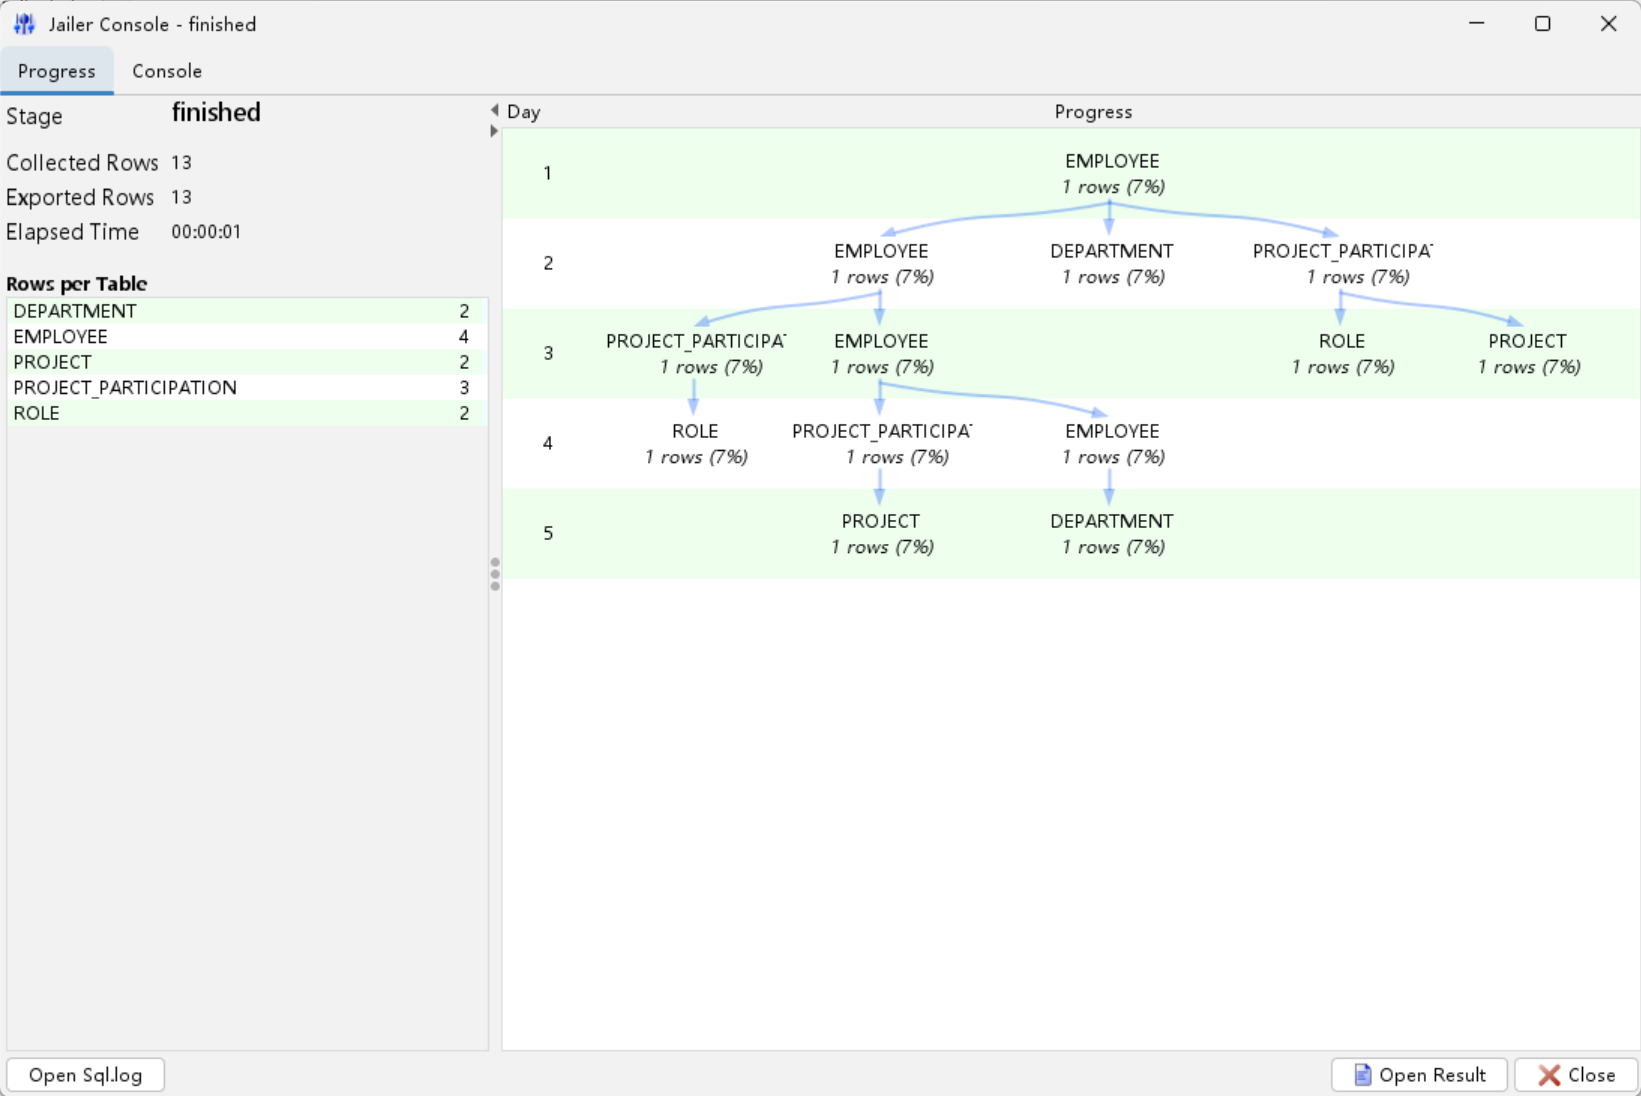 Jailer Console - finished
Progress Console
Stage finished
Collected Rows 13
Exported Rows 13
Elapsed Time 00:00:01
Rows per Table
DEPARTMENT 2
EMPLOYEE 4
PROJECT 2
PROJECT_PARTICIPATION 3
ROLE 2
Day Progress
1
EMPLOYEE
1 rows (7%)
2
EMPLOYEE DEPARTMENT PROJECT_PARTICIPAT
1 rows (7%) 1 rows (7%) 1 rows (7%)
3
PROJECT_PARTICIPAT EMPLOYEE ROLE PROJECT
1 rows (7%) 1 rows (7%) 1 rows (7%) 1 rows (7%)
4
ROLE PROJECT_PARTICIPAT EMPLOYEE
1 rows (7%) 1 rows (7%) 1 rows (7%)
5
PROJECT DEPARTMENT
1 rows (7%) 1 rows (7%)
Open Sql.log Open Result Close